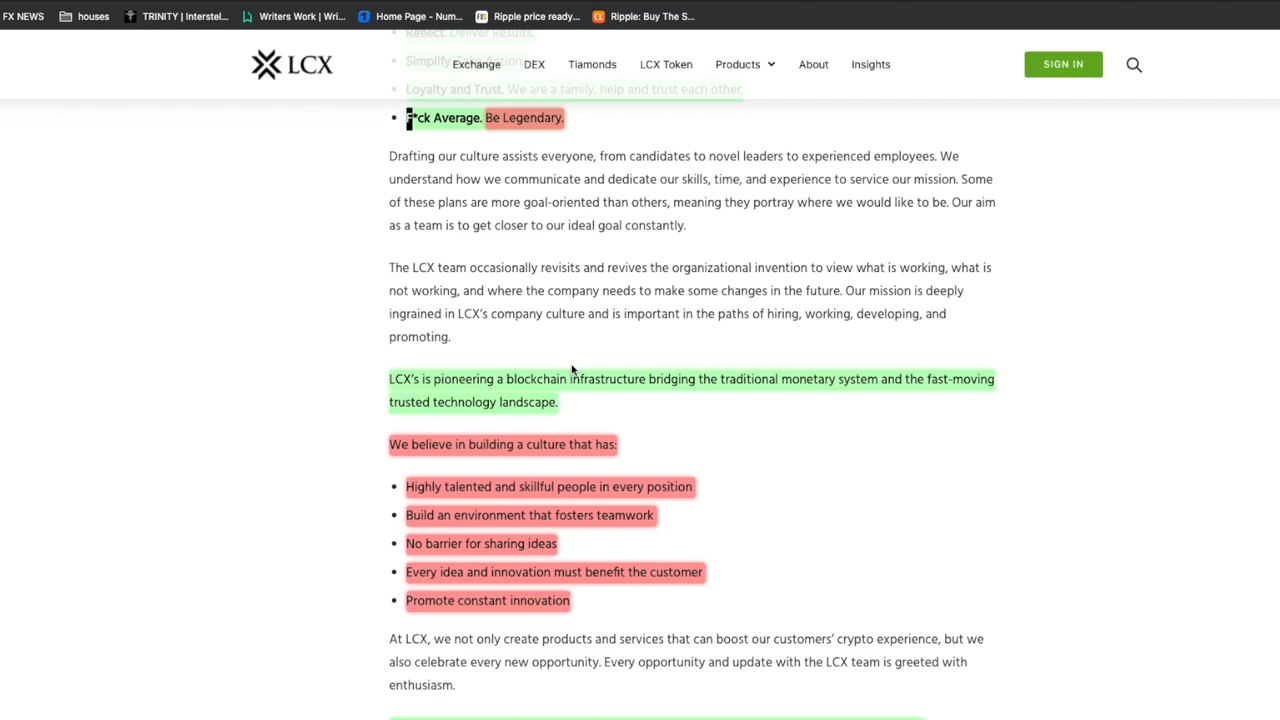 FX NEWS houses TRINITY | Interstel... Writers Work | Wri... Home Page - Num... Ripple price ready... Ripple: Buy The S...
Reflect. Deliver Results.
LCX Exchange DEX Tiamonds LCX Token Products About Insights SIGN IN
Simplify. Take Action
Loyalty and Trust. We are a family, help and trust each other.
F*ck Average. Be Legendary.
Drafting our culture assists everyone, from candidates to novel leaders to experienced employees. We
understand how we communicate and dedicate our skills, time, and experience to service our mission. Some
of these plans are more goal-oriented than others, meaning they portray where we would like to be. Our aim
as a team is to get closer to our ideal goal constantly.
The LCX team occasionally revisits and revives the organizational invention to view what is working, what is
not working, and where the company needs to make some changes in the future. Our mission is deeply
ingrained in LCX’s company culture and is important in the paths of hiring, working, developing, and
promoting.
LCX’s is pioneering a blockchain infrastructure bridging the traditional monetary system and the fast-moving
trusted technology landscape.
We believe in building a culture that has:
Highly talented and skillful people in every position
Build an environment that fosters teamwork
No barrier for sharing ideas
Every idea and innovation must benefit the customer
Promote constant innovation
At LCX, we not only create products and services that can boost our customers’ crypto experience, but we
also celebrate every new opportunity. Every opportunity and update with the LCX team is greeted with
enthusiasm.